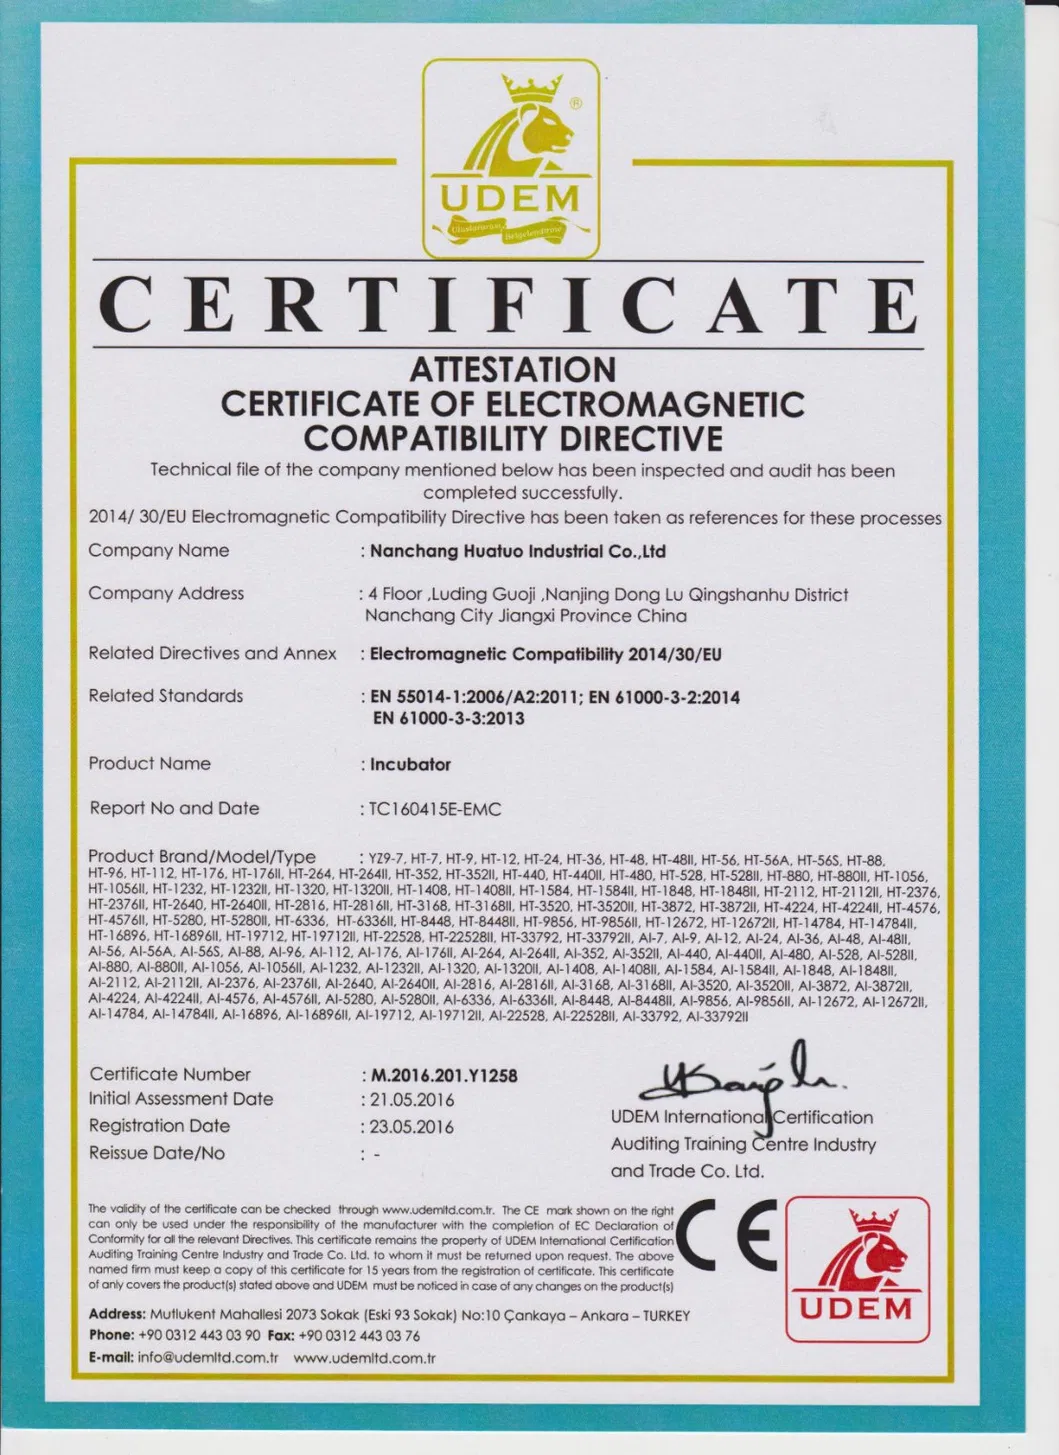 ®
UDEM
Uluslararası Belgelendirme
CERTIFICATE
ATTESTATION
CERTIFICATE OF ELECTROMAGNETIC
COMPATIBILITY DIRECTIVE
Technical file of the company mentioned below has been inspected and audit has been
completed successfully.
2014/ 30/EU Electromagnetic Compatibility Directive has been taken as references for these processes
Company Name : Nanchang Huatuo Industrial Co.,Ltd
Company Address : 4 Floor ,Luding Guoji ,Nanjing Dong Lu Qingshanhu District
Nanchang City Jiangxi Province China
Related Directives and Annex : Electromagnetic Compatibility 2014/30/EU
Related Standards : EN 55014-1:2006/A2:2011; EN 61000-3-2:2014
EN 61000-3-3:2013
Product Name : Incubator
Report No and Date : TC160415E-EMC
Product Brand/Model/Type : YZ9-7, HT-7, HT-9, HT-12, HT-24, HT-36, HT-48, HT-48II, HT-56, HT-56A, HT-56S, HT-88,
HT-96, HT-112, HT-176, HT-176II, HT-264, HT-264II, HT-352, HT-352II, HT-440, HT-440II, HT-480, HT-528, HT-528II, HT-880, HT-880II, HT-1056,
HT-1056II, HT-1232, HT-1232II, HT-1320, HT-1320II, HT-1408, HT-1408II, HT-1584, HT-1584II, HT-1848, HT-1848II, HT-2112, HT-2112II, HT-2376,
HT-2376II, HT-2640, HT-2640II, HT-2816, HT-2816II, HT-3168, HT-3168II, HT-3520, HT-3520II, HT-3872, HT-3872II, HT-4224, HT-4224II, HT-4576,
HT-4576II, HT-5280, HT-5280II, HT-6336, HT-6336II, HT-8448, HT-8448II, HT-9856, HT-9856II, HT-12672, HT-12672II, HT-14784, HT-14784II,
HT-16896, HT-16896II, HT-19712, HT-19712II, HT-22528, HT-22528II, HT-33792, HT-33792II, AI-7, AI-9, AI-12, AI-24, AI-36, AI-48, AI-48II,
AI-56, AI-56A, AI-56S, AI-88, AI-96, AI-112, AI-176, AI-176II, AI-264, AI-264II, AI-352, AI-352II, AI-440, AI-440II, AI-480, AI-528, AI-528II,
AI-880, AI-880II, AI-1056, AI-1056II, AI-1232, AI-1232II, AI-1320, AI-1320II, AI-1408, AI-1408II, AI-1584, AI-1584II, AI-1848, AI-1848II,
AI-2112, AI-2112II, AI-2376, AI-2376II, AI-2640, AI-2640II, AI-2816, AI-2816II, AI-3168, AI-3168II, AI-3520, AI-3520II, AI-3872, AI-3872II,
AI-4224, AI-4224II, AI-4576, AI-4576II, AI-5280, AI-5280II, AI-6336, AI-6336II, AI-8448, AI-8448II, AI-9856, AI-9856II, AI-12672, AI-12672II,
AI-14784, AI-14784II, AI-16896, AI-16896II, AI-19712, AI-19712II, AI-22528, AI-22528II, AI-33792, AI-33792II
Certificate Number : M.2016.201.Y1258
Initial Assessment Date : 21.05.2016
Registration Date : 23.05.2016
Reissue Date/No : -
UDEM International Certification
Auditing Training Centre Industry
and Trade Co. Ltd.
The validity of the certificate can be checked through www.udemltd.com.tr. The CE mark shown on the right
can only be used under the responsibility of the manufacturer with the completion of EC Declaration of
Conformity for all the relevant Directives. This certificate remains the property of UDEM International Certification
Auditing Training Centre Industry and Trade Co. Ltd. to whom it must be returned upon request. The above
named firm must keep a copy of this certificate for 15 years from the registration of certificate. This certificate
of only covers the product(s) stated above and UDEM must be noticed in case of any changes on the product(s)
CE
UDEM
Address: Mutlukent Mahallesi 2073 Sokak (Eski 93 Sokak) No:10 Çankaya – Ankara – TURKEY
Phone: +90 0312 443 03 90 Fax: +90 0312 443 03 76
E-mail: info@udemltd.com.tr www.udemltd.com.tr